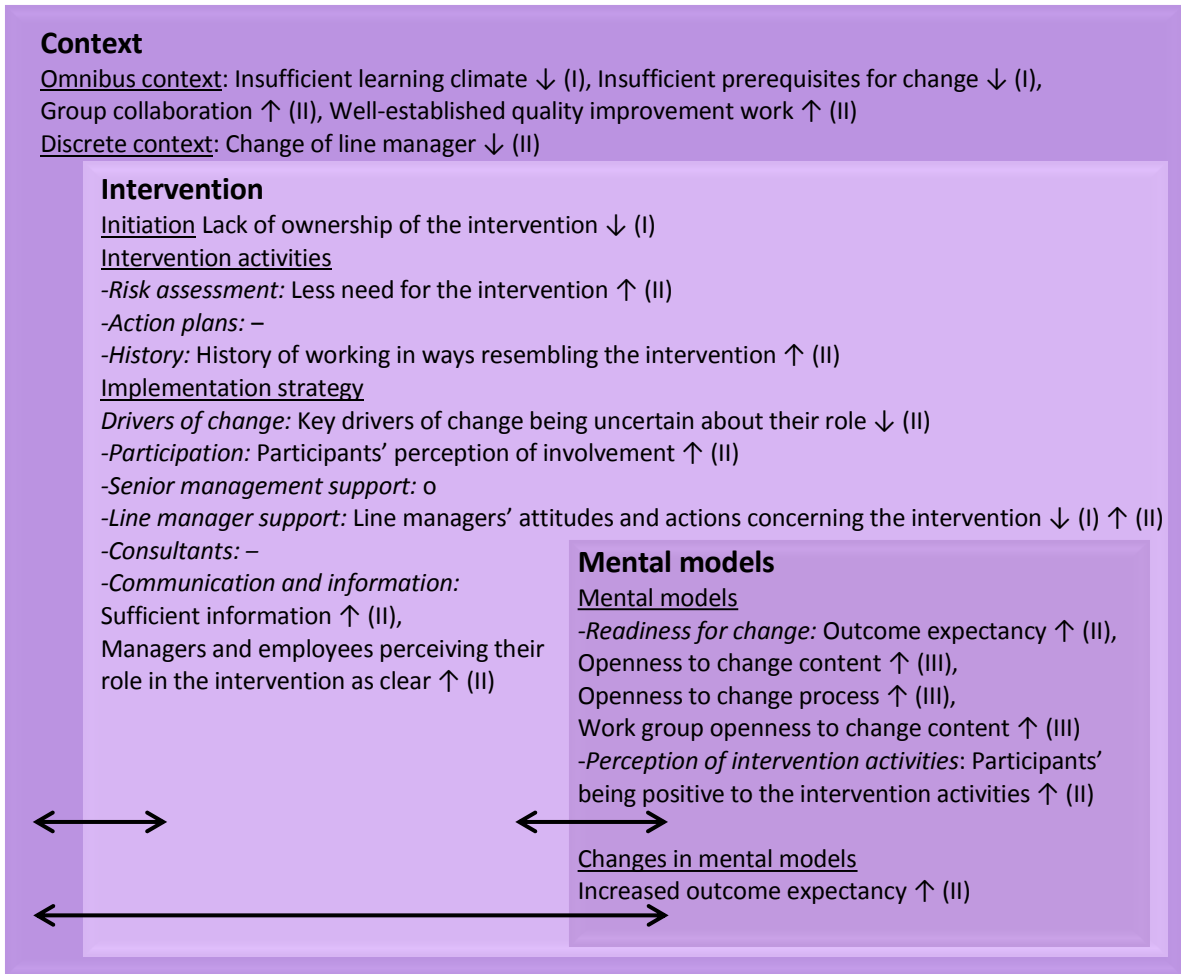 Context
Omnibus context: Insufficient learning climate ↓ (I), Insufficient prerequisites for change ↓ (I),
Group collaboration ↑ (II), Well-established quality improvement work ↑ (II)
Discrete context: Change of line manager ↓ (II)
Intervention
Initiation Lack of ownership of the intervention ↓ (I)
Intervention activities
-Risk assessment: Less need for the intervention ↑ (II)
-Action plans: –
-History: History of working in ways resembling the intervention ↑ (II)
Implementation strategy
Drivers of change: Key drivers of change being uncertain about their role ↓ (II)
-Participation: Participants’ perception of involvement ↑ (II)
-Senior management support: o
-Line manager support: Line managers’ attitudes and actions concerning the intervention ↓ (I) ↑ (II)
-Consultants: –
-Communication and information:
Sufficient information ↑ (II),
Managers and employees perceiving their
role in the intervention as clear ↑ (II)
Mental models
Mental models
-Readiness for change: Outcome expectancy ↑ (II),
Openness to change content ↑ (III),
Openness to change process ↑ (III),
Work group openness to change content ↑ (III)
-Perception of intervention activities: Participants’
being positive to the intervention activities ↑ (II)
Changes in mental models
Increased outcome expectancy ↑ (II)